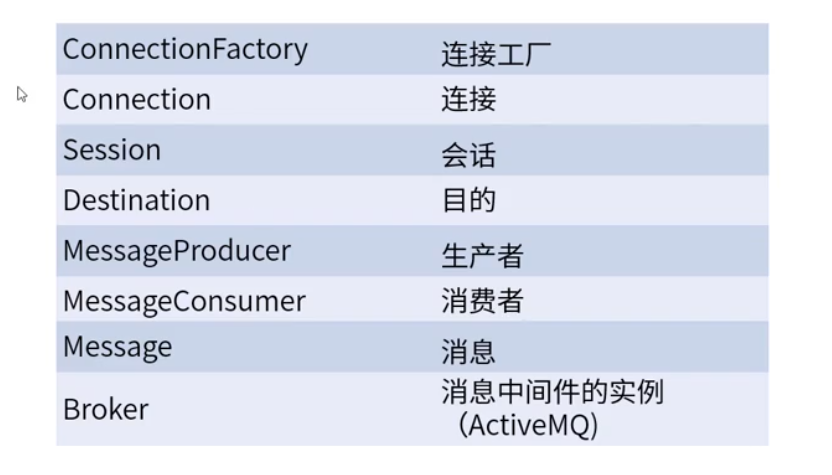 ConnectionFactory 连接工厂
Connection 连接
Session 会话
Destination 目的
MessageProducer 生产者
MessageConsumer 消费者
Message 消息
Broker 消息中间件的实例
（ActiveMQ)